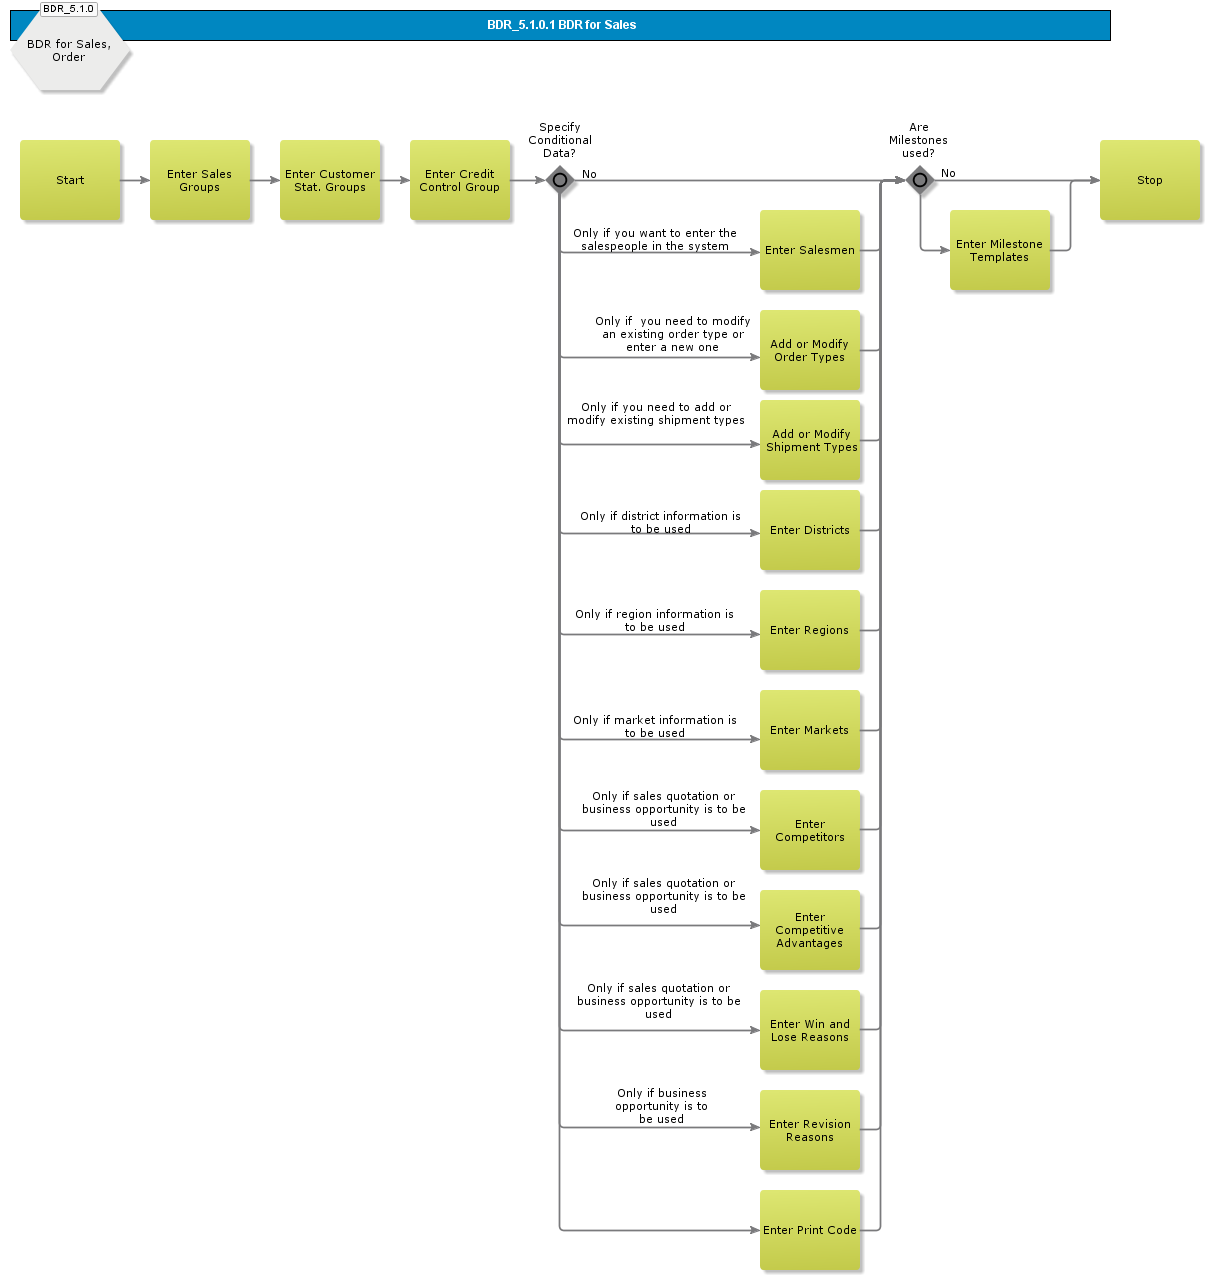 BDR_5.1.0
BDR_5.1.0.1 BDR for Sales
BDR for Sales,
Order
Start
Enter Sales
Groups
Enter Customer
Stat. Groups
Enter Credit
Control Group
Specify
Conditional
Data?
No
Are
Milestones
used?
No
Stop
Enter Milestone
Templates
Only if you want to enter the
salespeople in the system
Enter Salesmen
Only if  you need to modify
an existing order type or
enter a new one
Add or Modify
Order Types
Only if you need to add or
modify existing shipment types
Add or Modify
Shipment Types
Only if district information is
to be used
Enter Districts
Only if region information is
to be used
Enter Regions
Only if market information is
to be used
Enter Markets
Only if sales quotation or
business opportunity is to be
used
Enter
Competitors
Only if sales quotation or
business opportunity is to be
used
Enter
Competitive
Advantages
Only if sales quotation or
business opportunity is to be
used
Enter Win and
Lose Reasons
Only if business
opportunity is to
be used
Enter Revision
Reasons
Enter Print Code